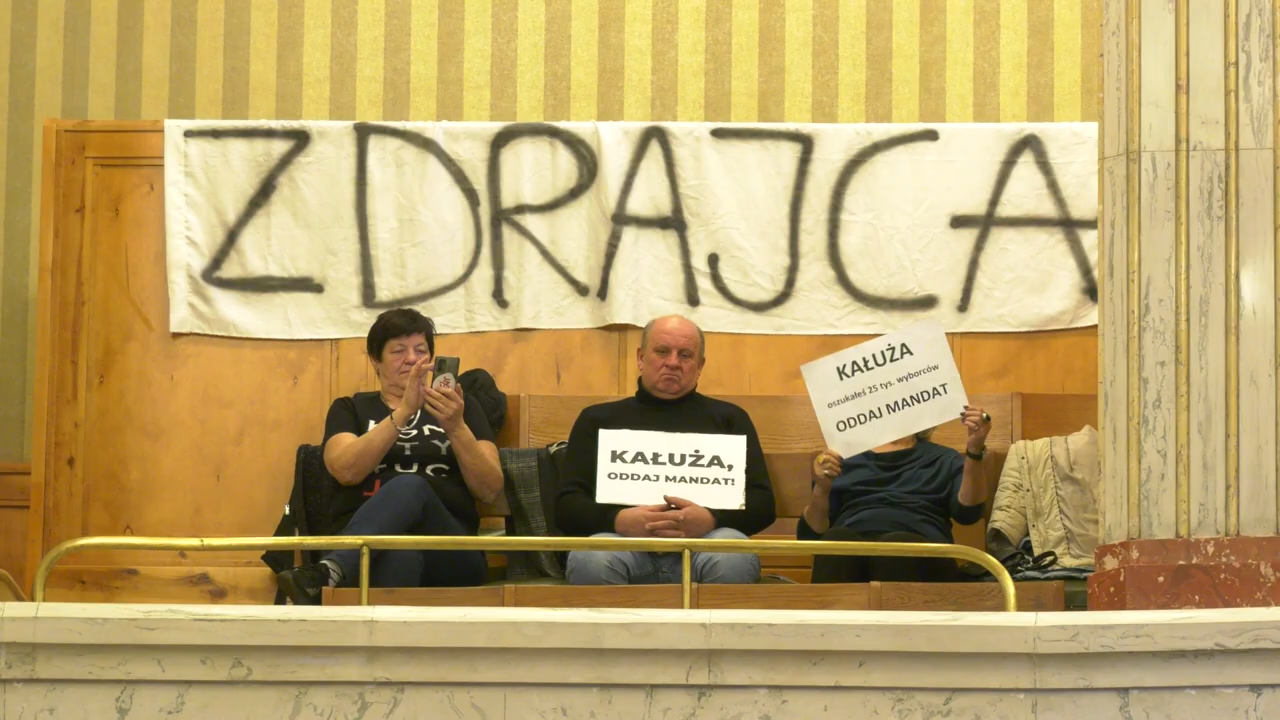 ZDRAJCA
KAŁUŻA,
ODDAJ MANDAT!
KAŁUŻA
oszukałeś 25 tys. wyborców
ODDAJ MANDAT